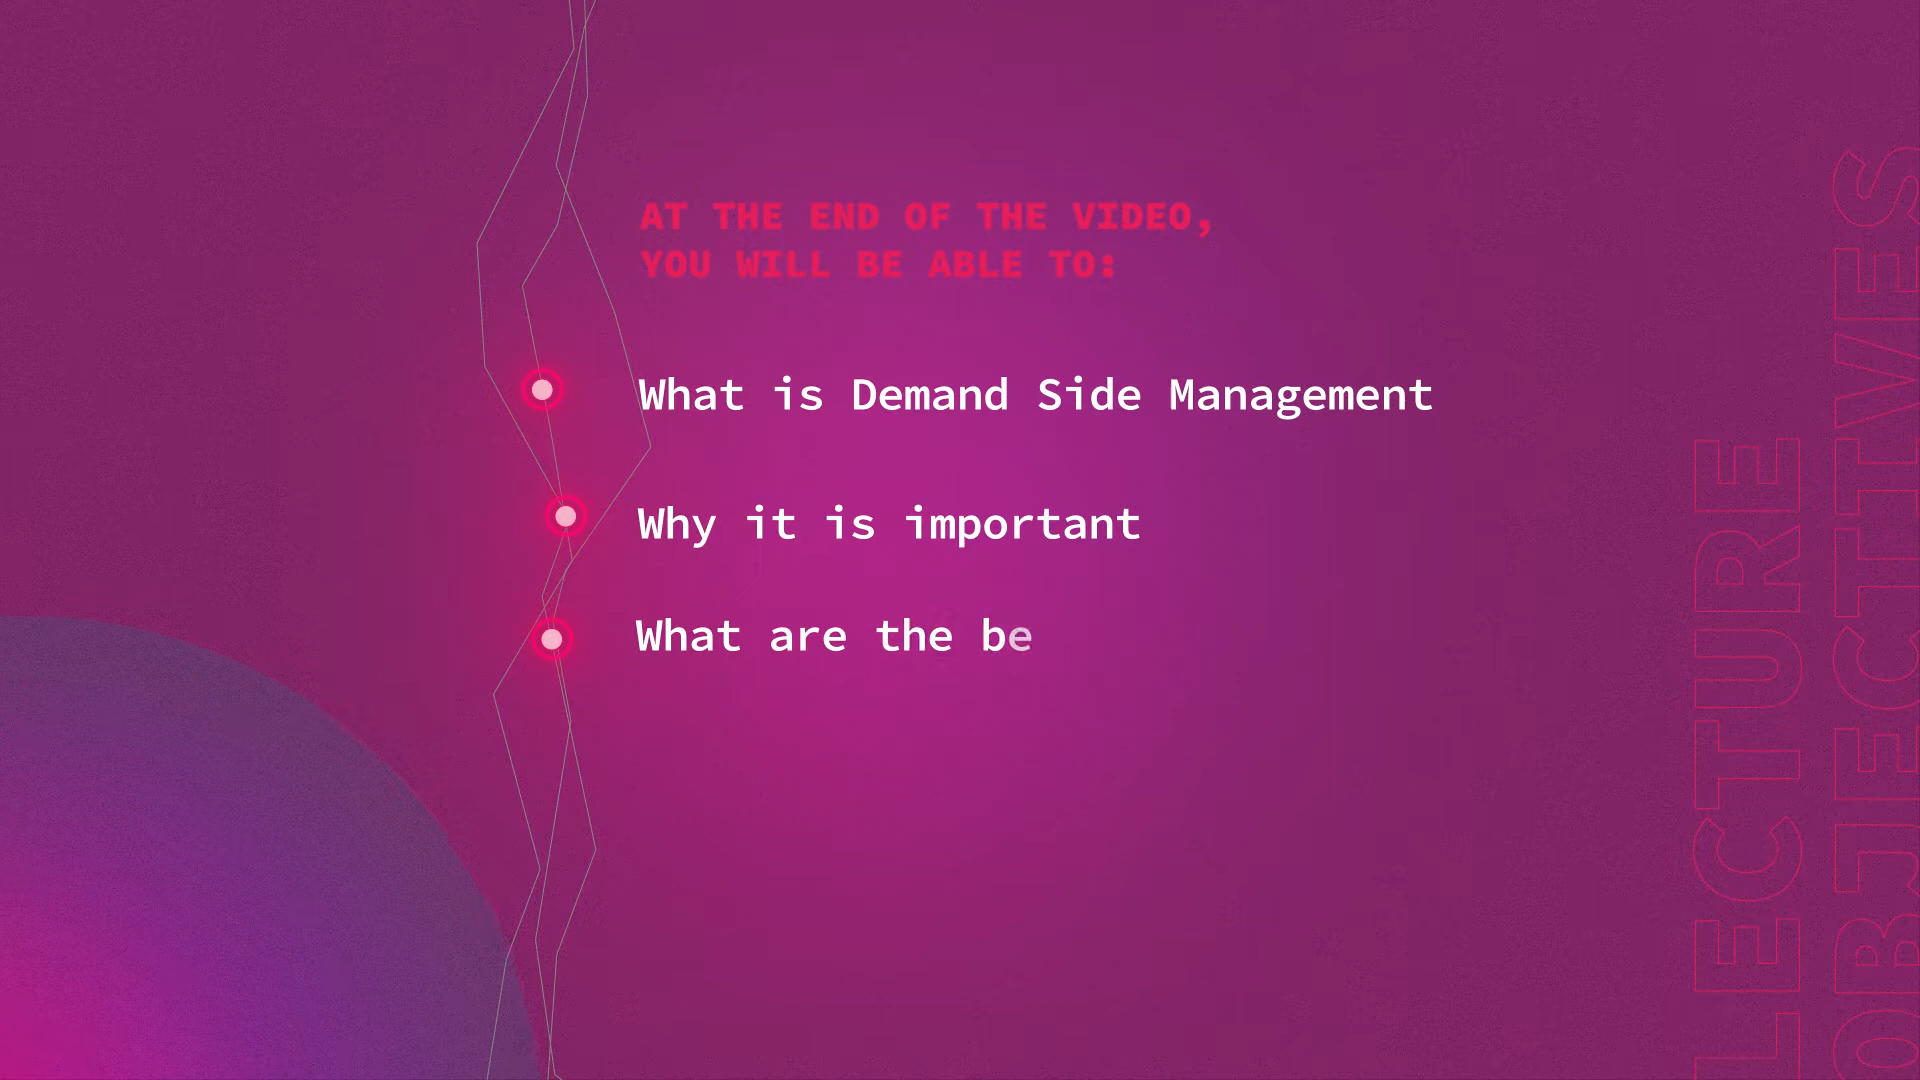 AT THE END OF THE VIDEO,
YOU WILL BE ABLE TO:
What is Demand Side Management
Why it is important
What are the be
LECTURE
OBJECTIVES